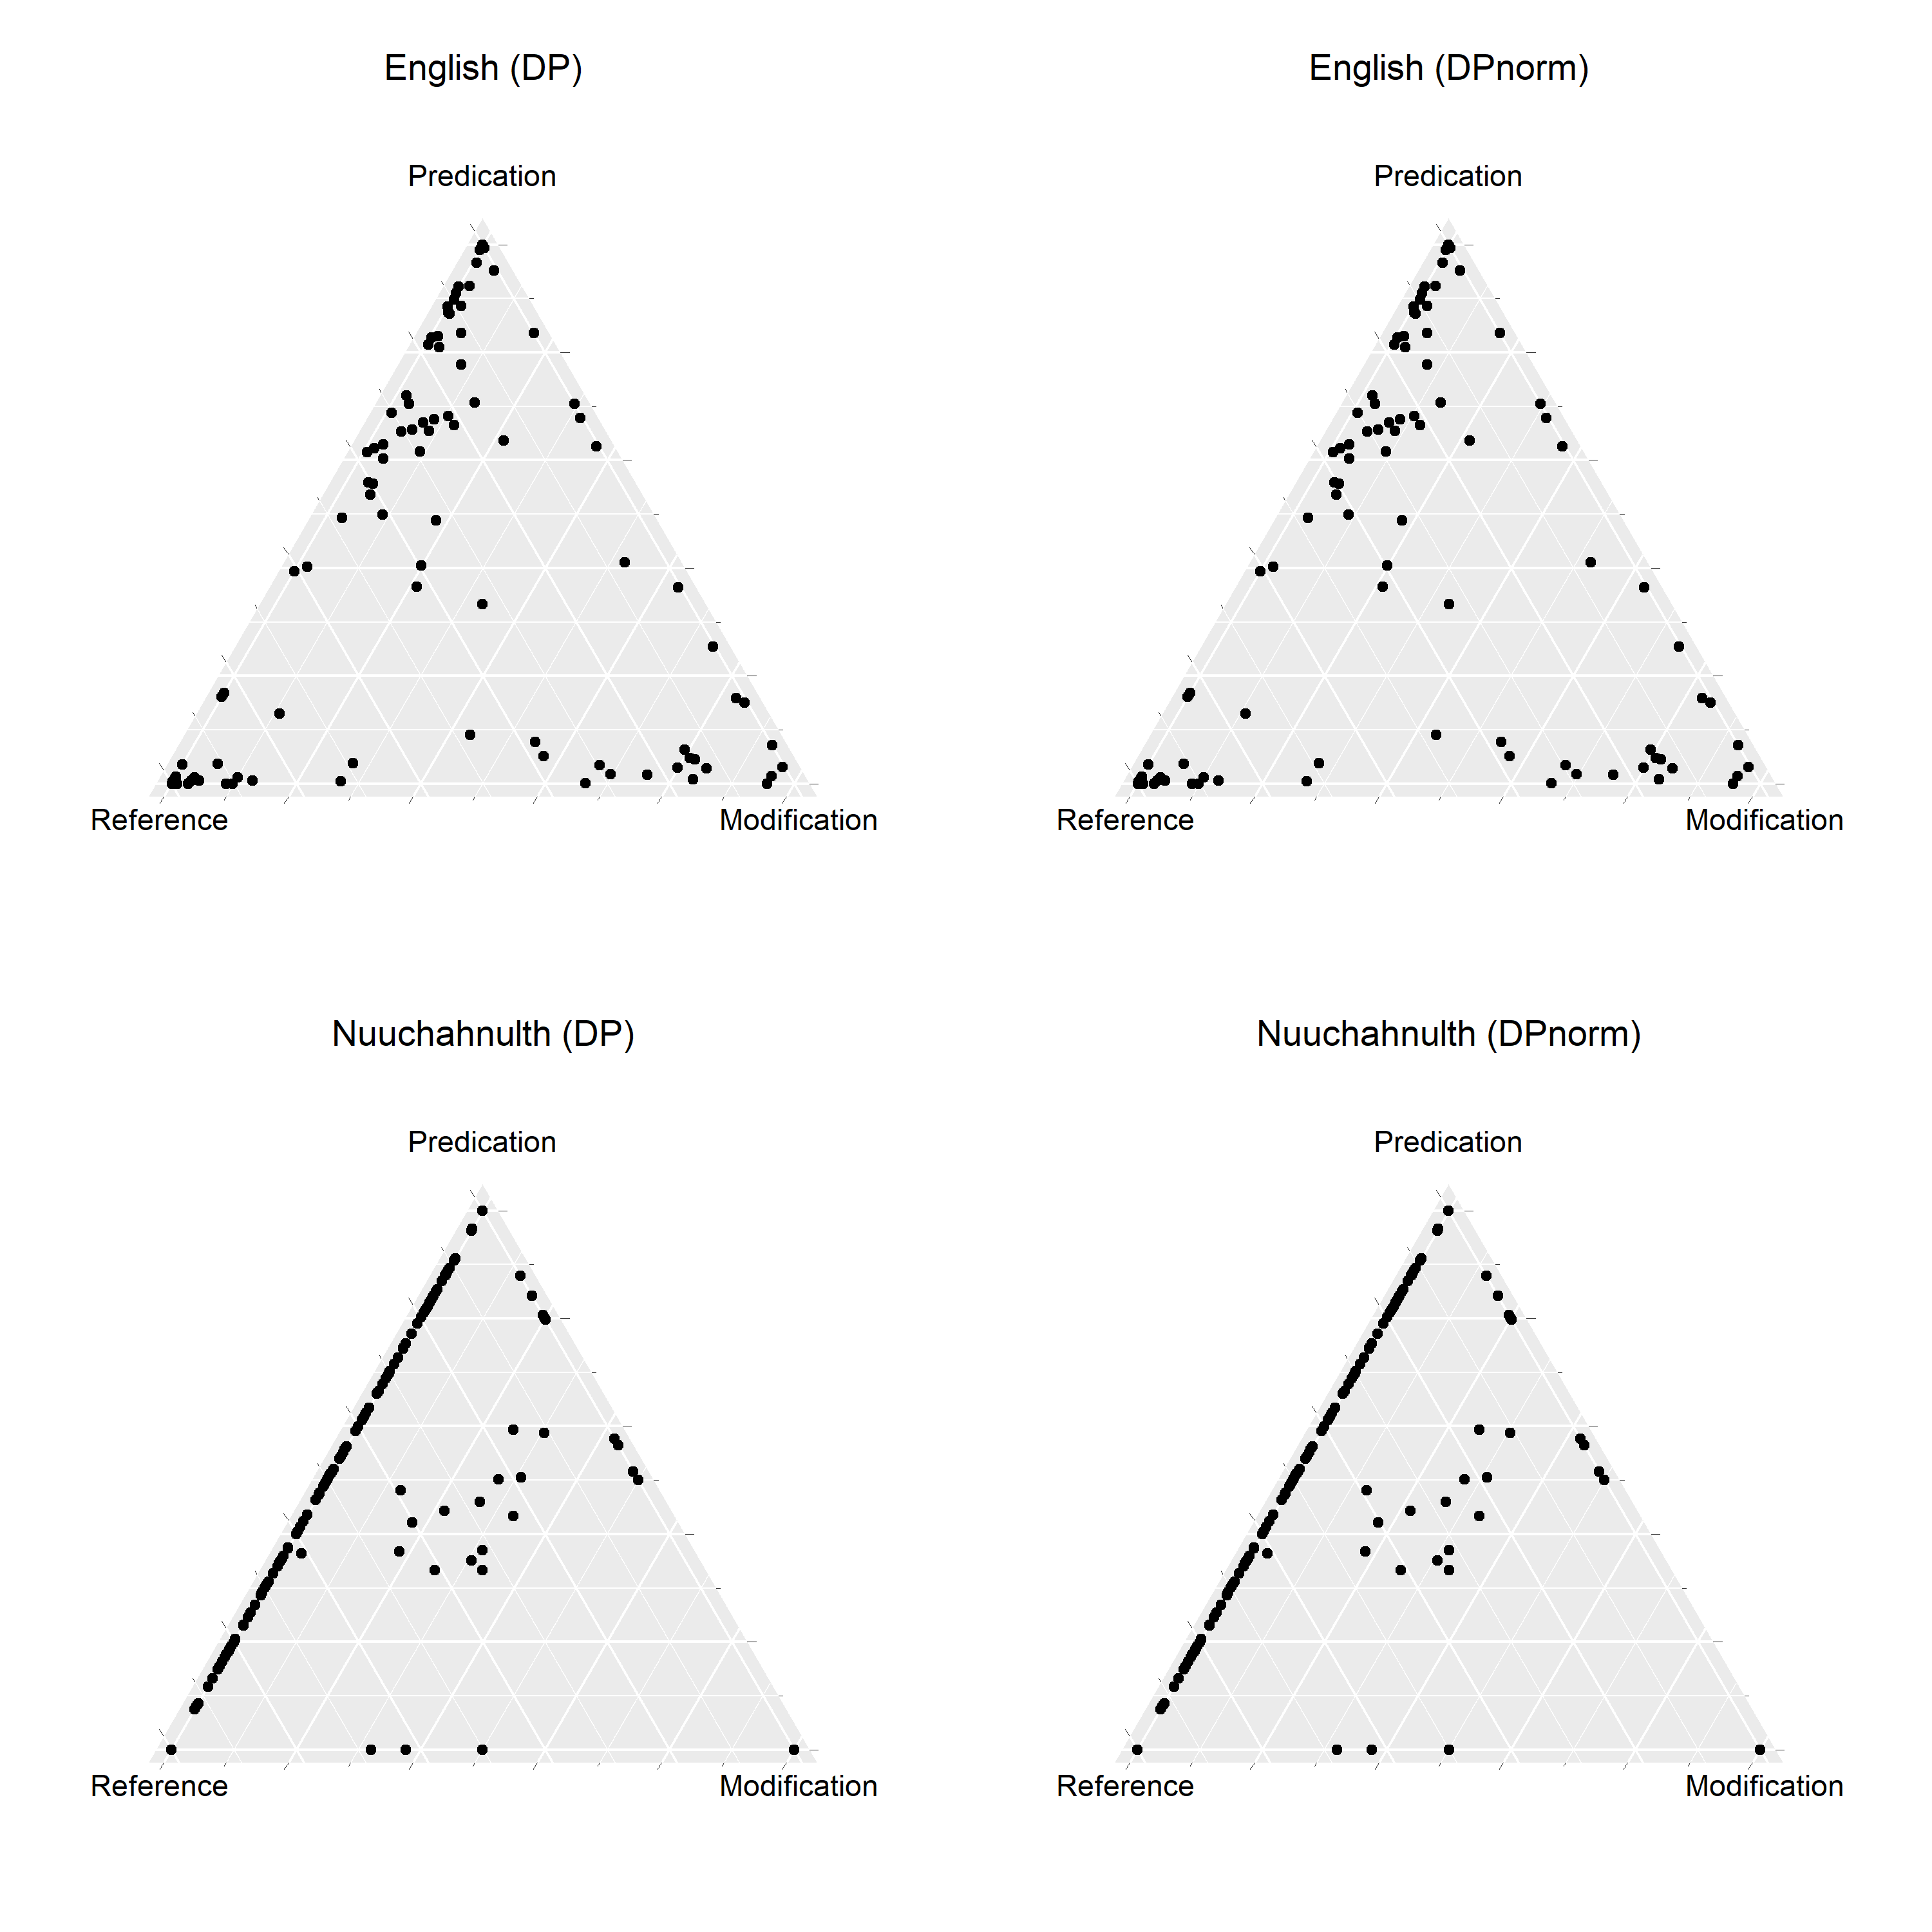 English (DP)
English (DPnorm)
Predication
Predication
Reference
Modification
Reference
Modification
Nuuchahnulth (DP)
Nuuchahnulth (DPnorm)
Predication
Predication
Reference
Modification
Reference
Modification